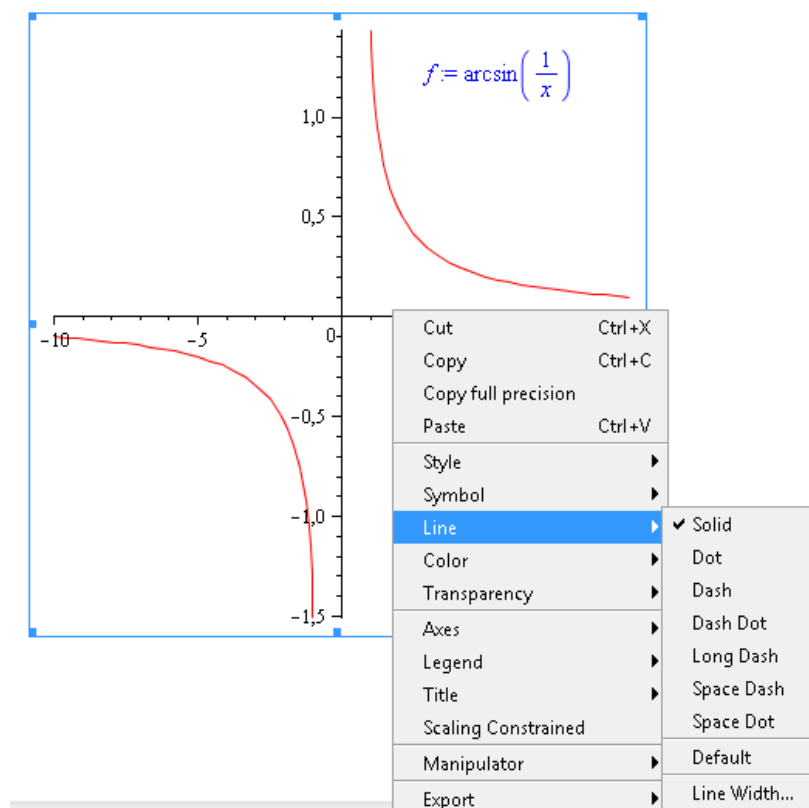 f := arcsin(1/x)
1,0
0,5
-10
-5
0
-0,5
-1,0
-1,5
Cut Ctrl+X
Copy Ctrl+C
Copy full precision
Paste Ctrl+V
Style
Symbol
Line
Color
Transparency
Axes
Legend
Title
Scaling Constrained
Manipulator
Export
Solid
Dot
Dash
Dash Dot
Long Dash
Space Dash
Space Dot
Default
Line Width...